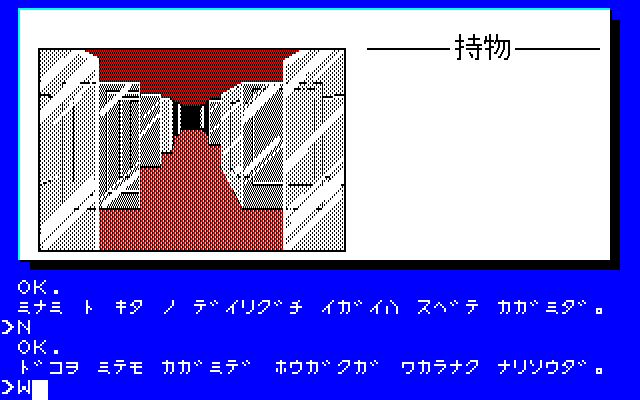 持物
OK.
ミナミ ト キタ ノ デイリグチ イガイハ スベテ カガミダ。
>N
OK.
ドコヲ ミテモ カガミデ ホウガクガ ワカラナク ナリソウダ。
>W